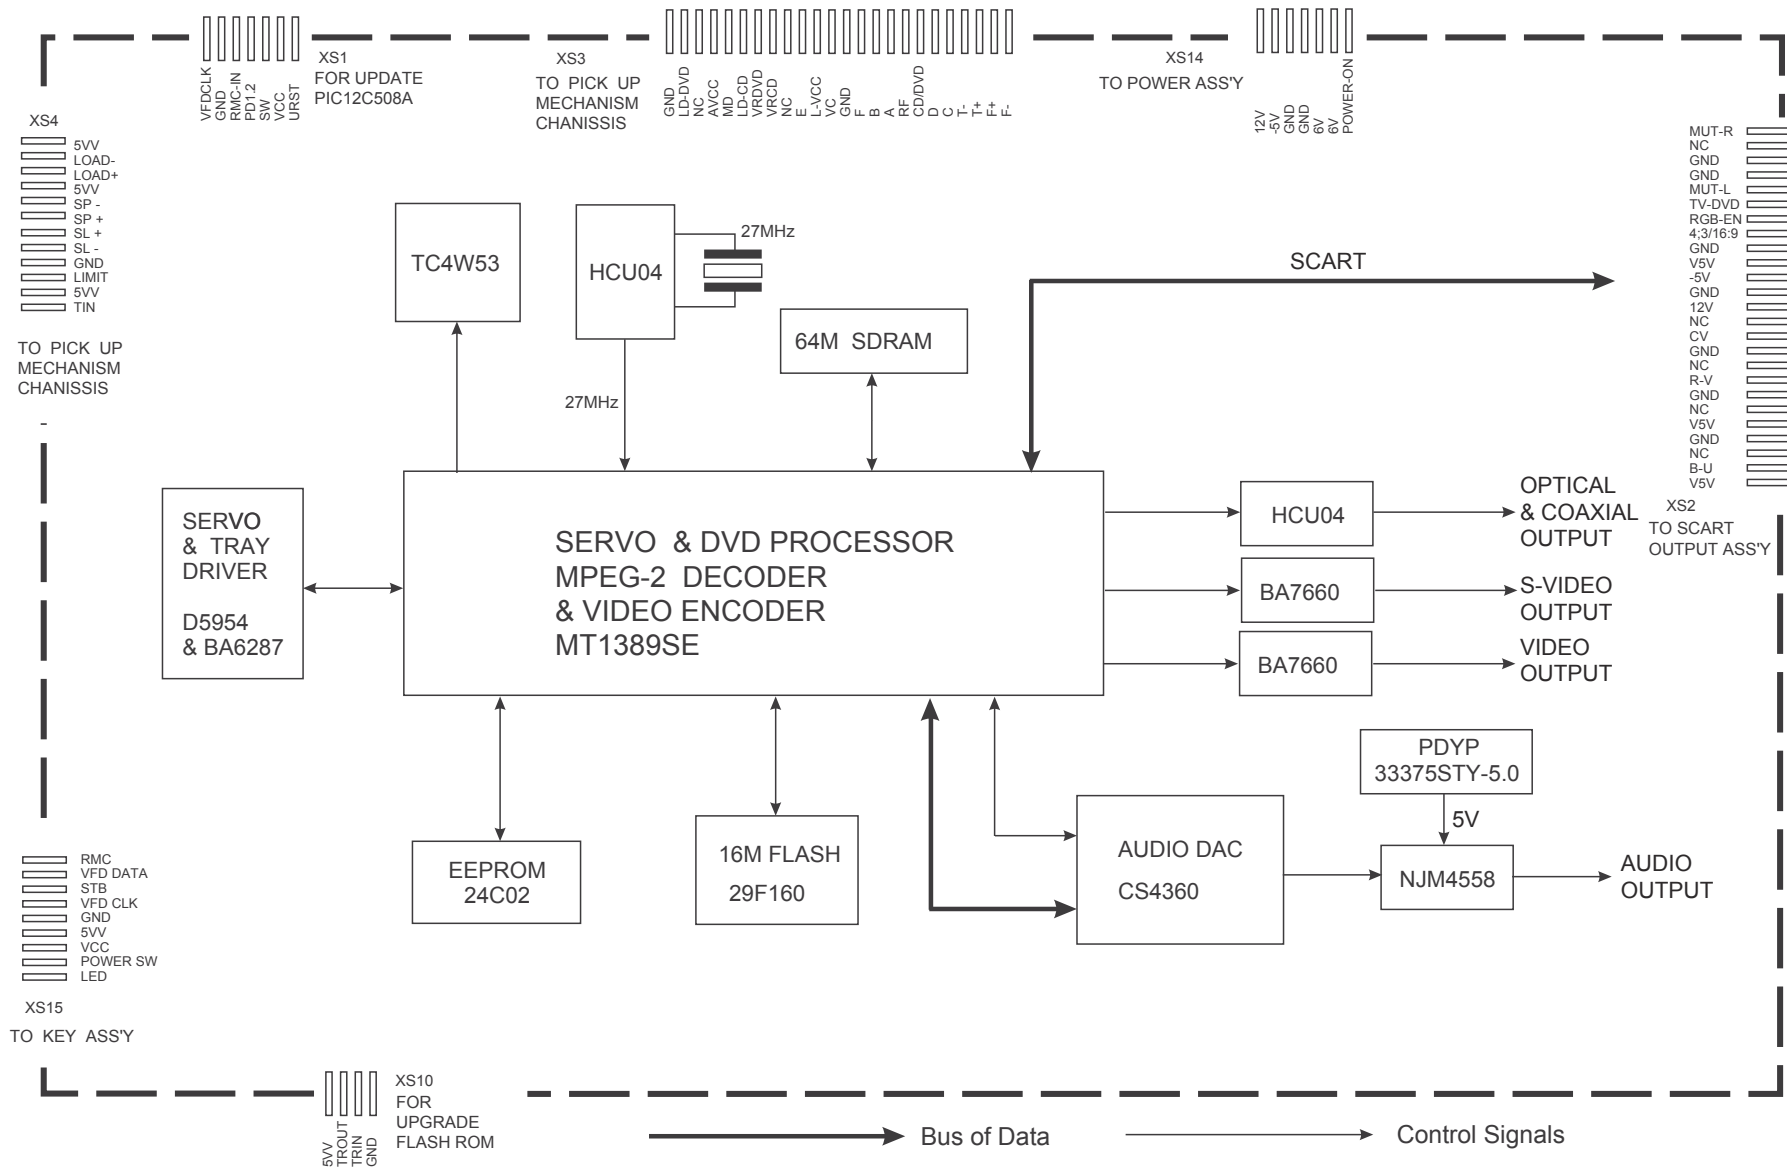 VFDCLK
GND
RMC-IN
PD1.2
SW
VCC
URST
XS1
FOR UPDATE
PIC12C508A
XS3
TO PICK UP
MECHANISM
CHANISSIS
GND
LD-DVD
NC
AVCC
MD
LD-CD
VRDVD
VRCD
NC
E
L-VCC
VC
GND
F
B
A
RF
CD/DVD
D
C
T-
T+
F+
F-
XS14
TO POWER ASS'Y
12V
-5V
GND
GND
6V
6V
POWER-ON
XS4
5VV
LOAD-
LOAD+
5VV
SP -
SP +
SL +
SL -
GND
LIMIT
5VV
TIN
TO PICK UP
MECHANISM
CHANISSIS
-
MUT-R
NC
GND
GND
MUT-L
TV-DVD
RGB-EN
4;3/16:9
GND
V5V
-5V
GND
12V
NC
CV
GND
NC
R-V
GND
NC
V5V
GND
NC
B-U
V5V
XS2
TO SCART
OUTPUT ASS'Y
TC4W53
HCU04
27MHz
27MHz
64M SDRAM
SCART
SERVO
& TRAY
DRIVER
D5954
& BA6287
SERVO & DVD PROCESSOR
MPEG-2 DECODER
& VIDEO ENCODER
MT1389SE
HCU04
OPTICAL
& COAXIAL
OUTPUT
BA7660
S-VIDEO
OUTPUT
BA7660
VIDEO
OUTPUT
PDYP
33375STY-5.0
5V
EEPROM
24C02
16M FLASH
29F160
AUDIO DAC
CS4360
NJM4558
AUDIO
OUTPUT
RMC
VFD DATA
STB
VFD CLK
GND
5VV
VCC
POWER SW
LED
XS15
TO KEY ASS'Y
5VV
TROUT
TRIN
GND
XS10
FOR
UPGRADE
FLASH ROM
Bus of Data
Control Signals